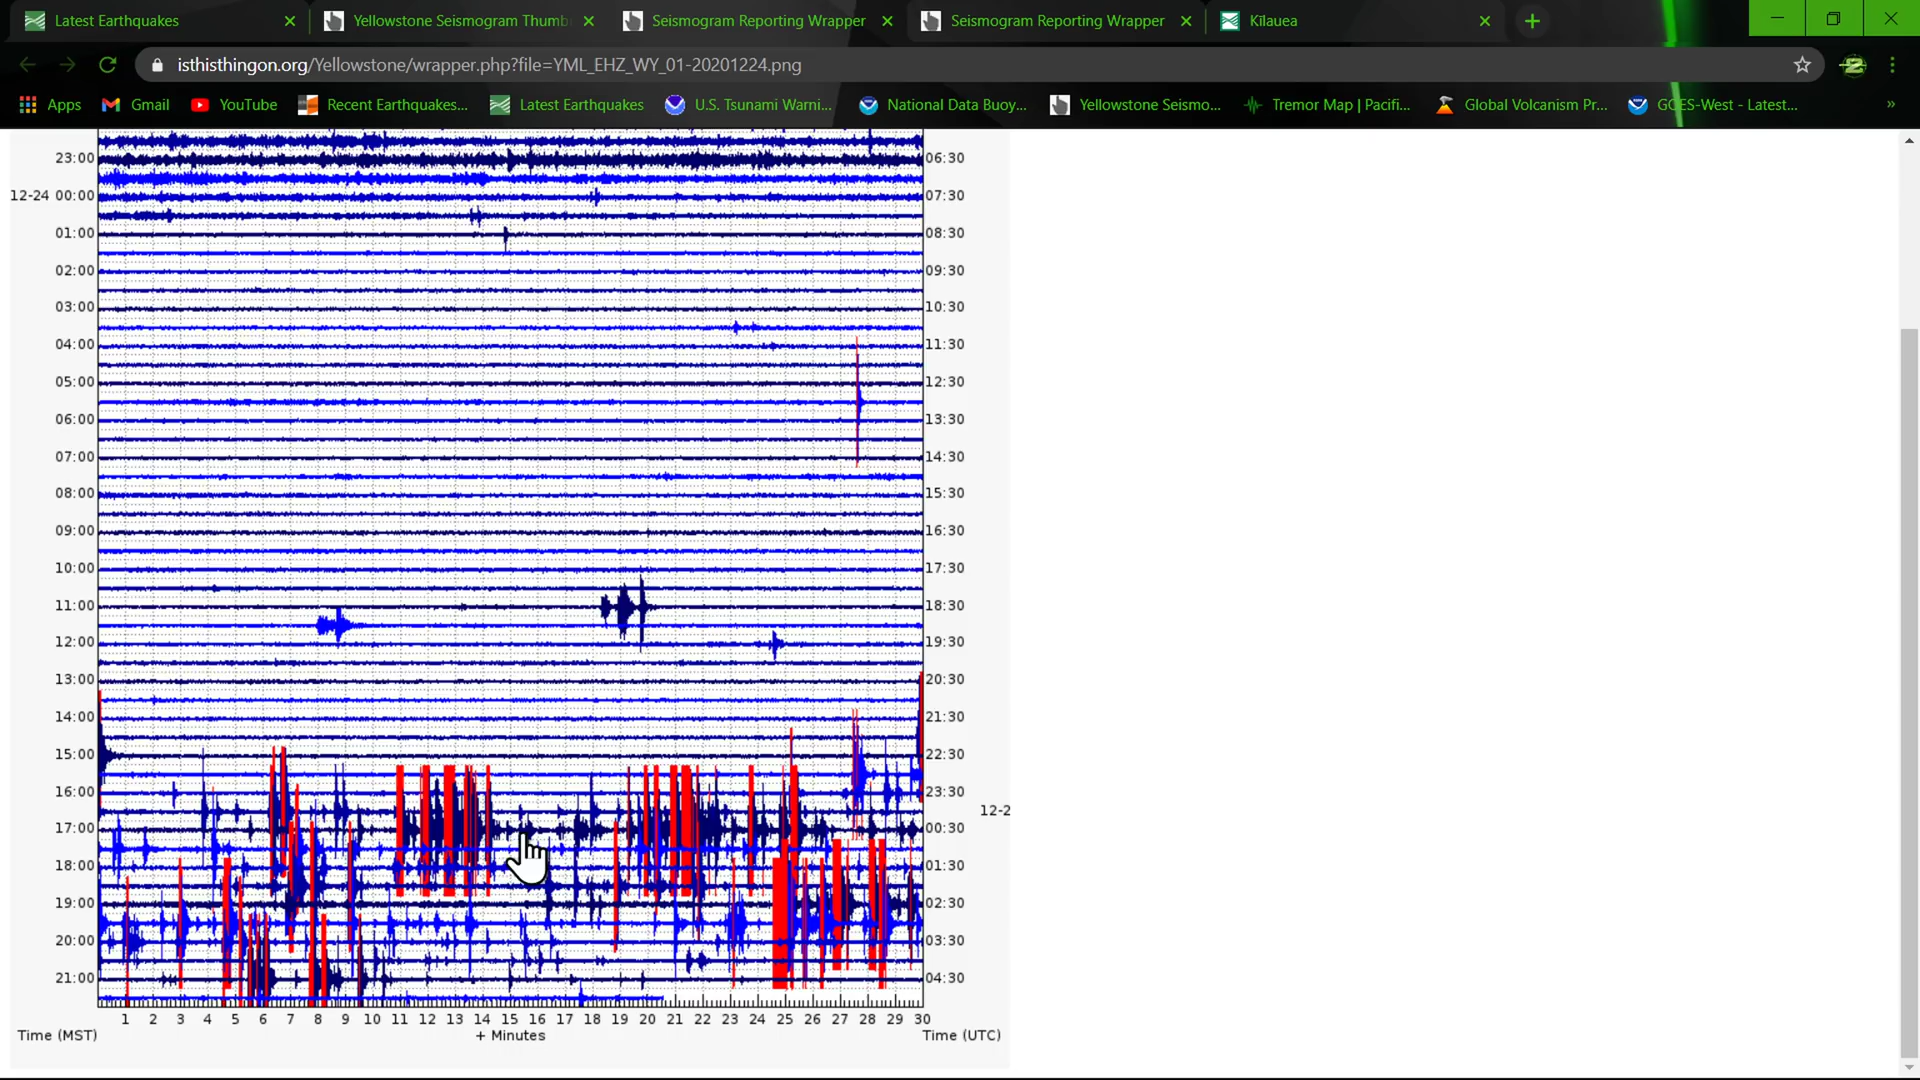 Latest Earthquakes
Yellowstone Seismogram Thumb
Seismogram Reporting Wrapper
Seismogram Reporting Wrapper
Kīlauea
isthisthingon.org/Yellowstone/wrapper.php?file=YML_EHZ_WY_01-20201224.png
Apps
Gmail
YouTube
Recent Earthquakes...
Latest Earthquakes
U.S. Tsunami Warni...
National Data Buoy...
Yellowstone Seismo...
Tremor Map | Pacifi...
Global Volcanism Pr...
GOES-West - Latest...
»
23:00 06:30
12-24 00:00 07:30
01:00 08:30
02:00 09:30
03:00 10:30
04:00 11:30
05:00 12:30
06:00 13:30
07:00 14:30
08:00 15:30
09:00 16:30
10:00 17:30
11:00 18:30
12:00 19:30
13:00 20:30
14:00 21:30
15:00 22:30
16:00 23:30
12-2
17:00 00:30
18:00 01:30
19:00 02:30
20:00 03:30
21:00 04:30
1 2 3 4 5 6 7 8 9 10 11 12 13 14 15 16 17 18 19 20 21 22 23 24 25 26 27 28 29 30
Time (MST) + Minutes Time (UTC)